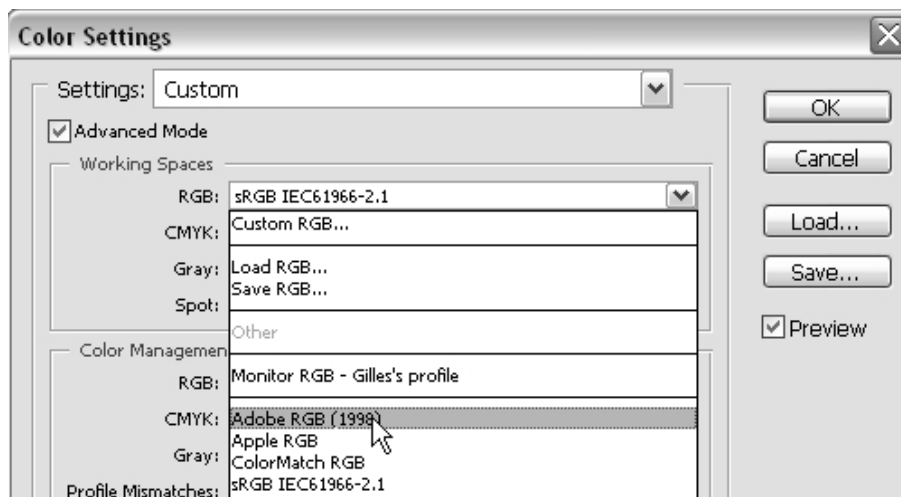 Color Settings
Settings: Custom
OK
Advanced Mode
Cancel
Working Spaces
RGB: sRGB IEC61966-2.1
Load...
CMYK: Custom RGB...
Gray: Load RGB...
Save RGB...
Save...
Spot:
Other
Preview
Color Managemen
RGB: Monitor RGB - Gilles's profile
CMYK: Adobe RGB (1998)
Apple RGB
Gray: ColorMatch RGB
Profile Mismatches: sRGB IEC61966-2.1